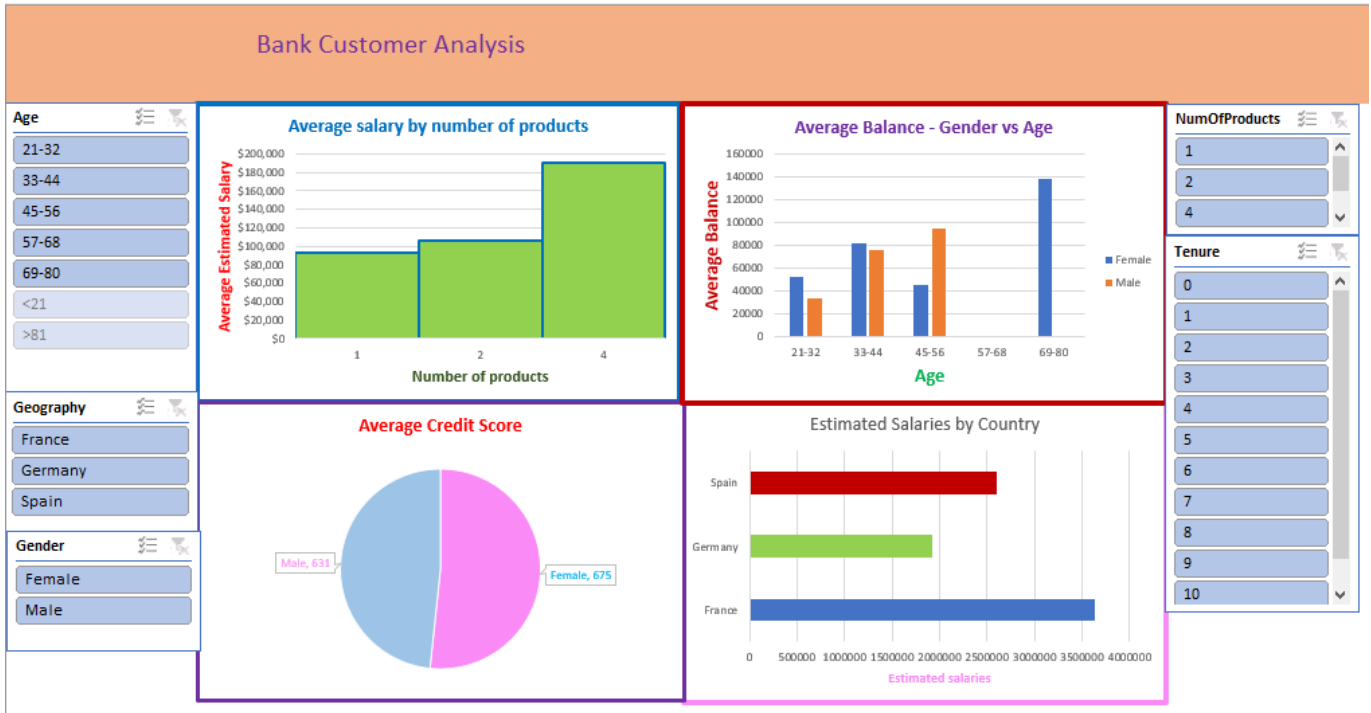 Bank Customer Analysis
Age
21-32
33-44
45-56
57-68
69-80
<21
>81
Geography
France
Germany
Spain
Gender
Female
Male
Average salary by number of products
Average Estimated Salary
$200,000
$180,000
$160,000
$140,000
$120,000
$100,000
$80,000
$60,000
$40,000
$20,000
$0
1 2 4
Number of products
Average Balance - Gender vs Age
Average Balance
160000
140000
120000
100000
80000
60000
40000
20000
0
21-32 33-44 45-56 57-68 69-80
Age
Female
Male
Average Credit Score
Male, 631
Female, 675
Estimated Salaries by Country
Spain
Germany
France
0 500000 1000000 1500000 2000000 2500000 3000000 3500000 4000000
Estimated salaries
NumOfProducts
1
2
4
Tenure
0
1
2
3
4
5
6
7
8
9
10